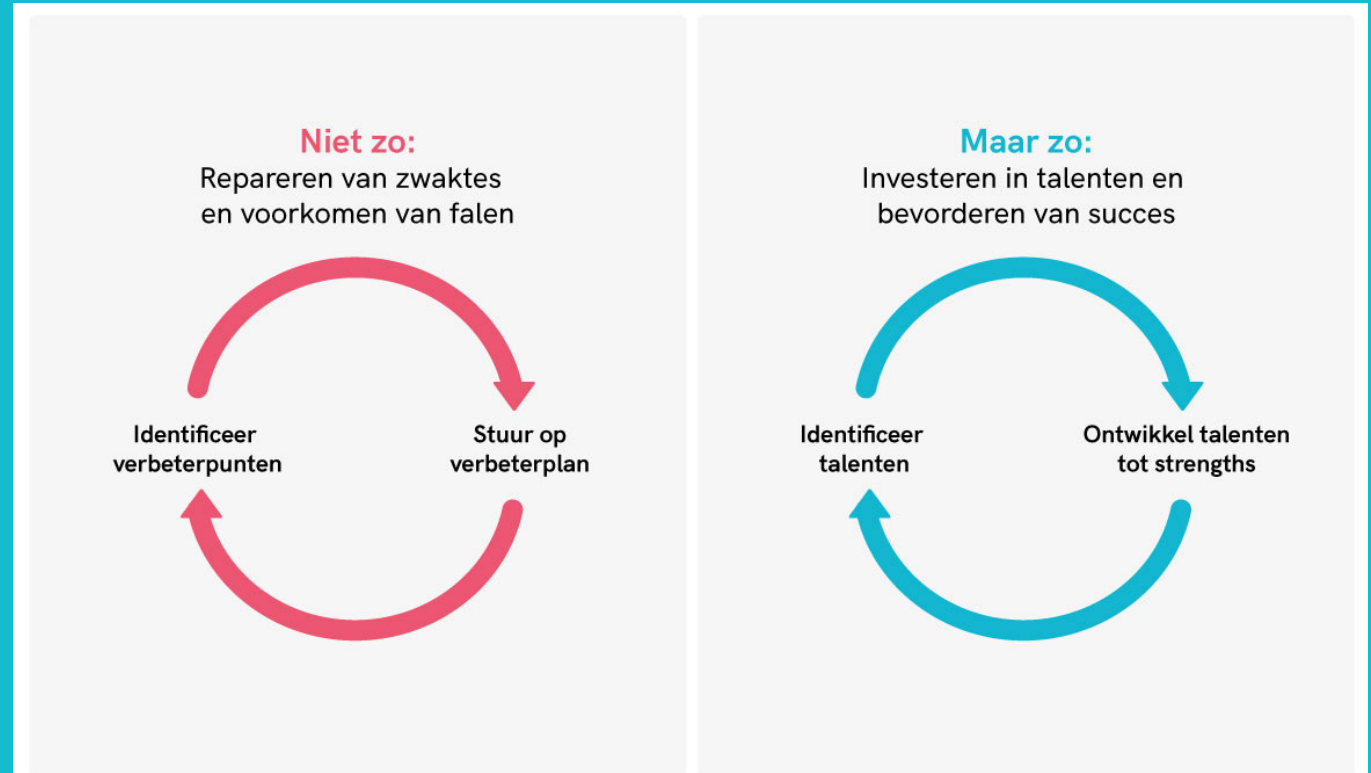 Niet zo:
Repareren van zwaktes
en voorkomen van falen
Identificeer
verbeterpunten
Stuur op
verbeterplan
Maar zo:
Investeren in talenten en
bevorderen van succes
Identificeer
talenten
Ontwikkel talenten
tot strengths